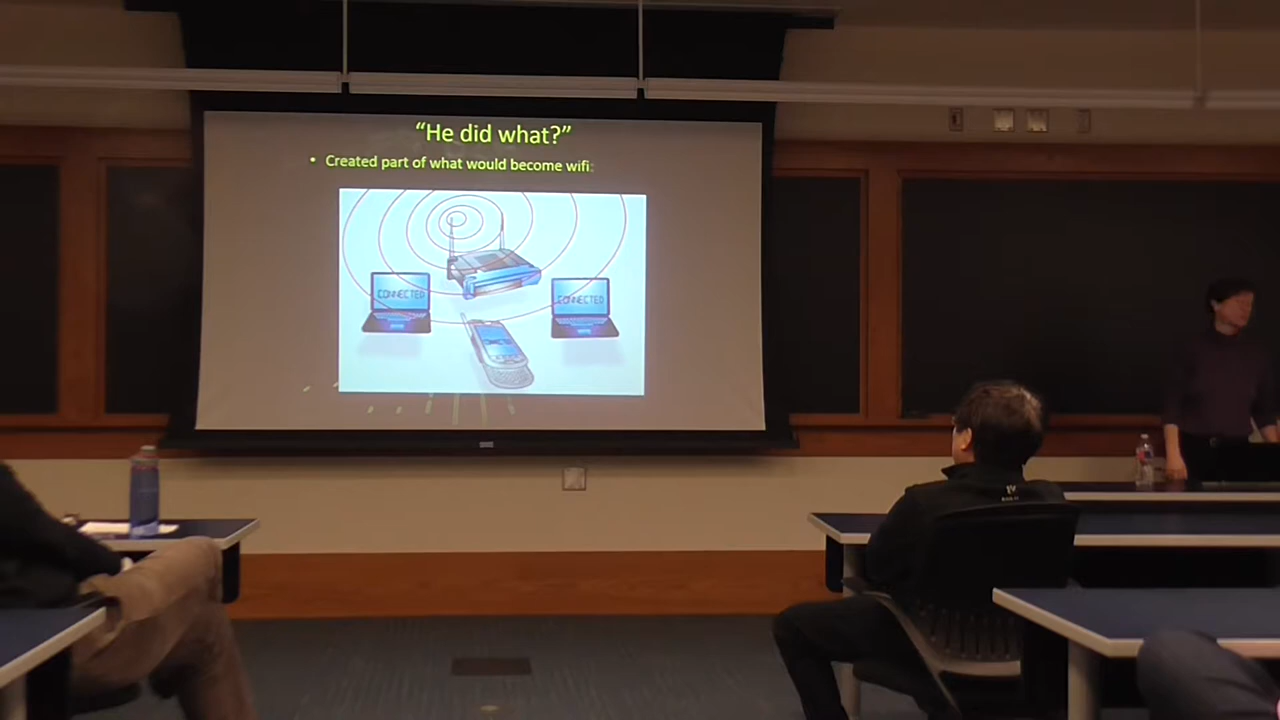 “He did what?”
• Created part of what would become wifi:
CONNECTED
CONNECTED